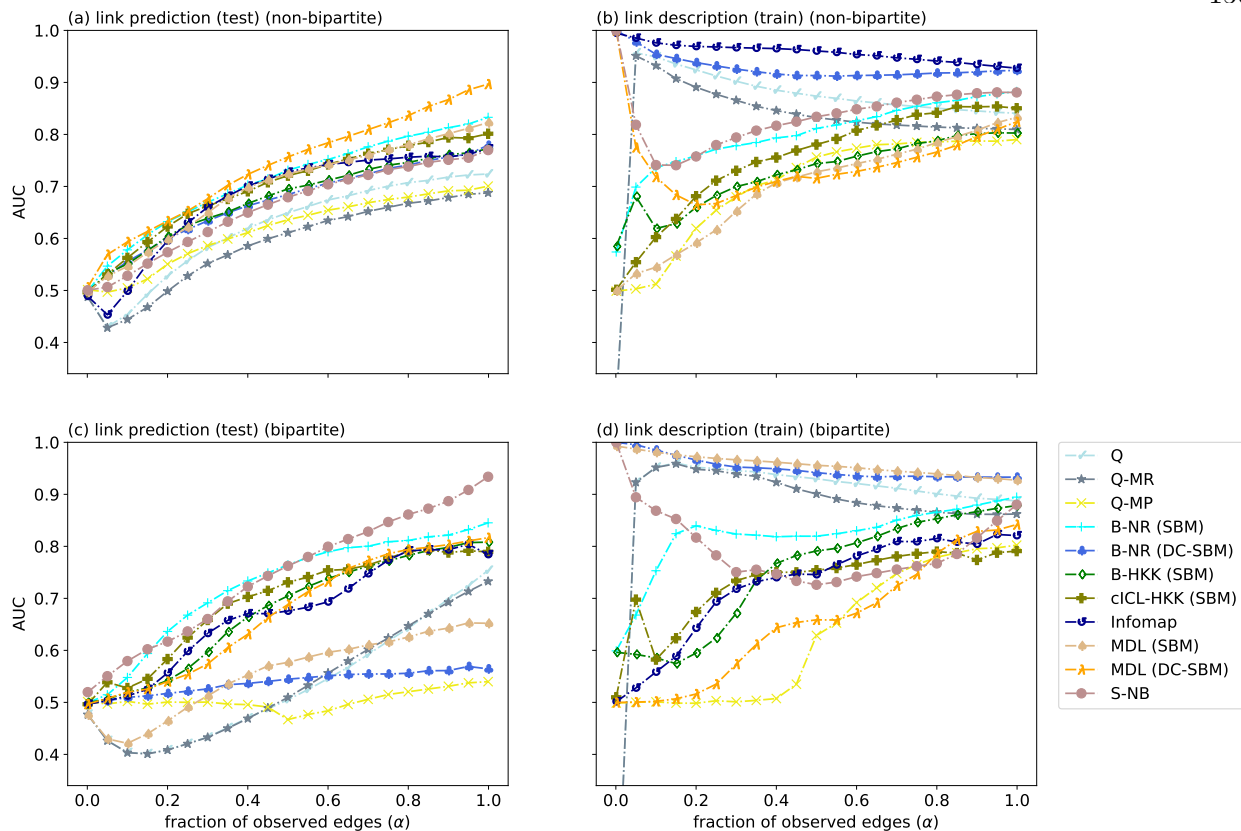 (a) link prediction (test) (non-bipartite)
(b) link description (train) (non-bipartite)
1.0
0.9
0.8
0.7
0.6
0.5
0.4
AUC
(c) link prediction (test) (bipartite)
(d) link description (train) (bipartite)
1.0
0.9
0.8
0.7
0.6
0.5
0.4
AUC
0.0 0.2 0.4 0.6 0.8 1.0
fraction of observed edges (α)
0.0 0.2 0.4 0.6 0.8 1.0
fraction of observed edges (α)
Q
Q-MR
Q-MP
B-NR (SBM)
B-NR (DC-SBM)
B-HKK (SBM)
cICL-HKK (SBM)
Infomap
MDL (SBM)
MDL (DC-SBM)
S-NB